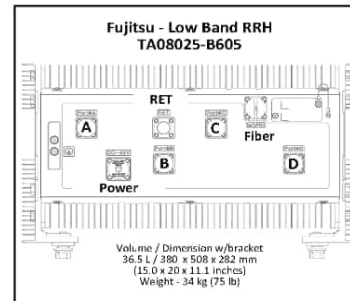 Fujitsu - Low Band RRH
TA08025-B605
RET
A
C
Fiber
B
D
Power
Volume / Dimension w/bracket
36.5 L / 380 x 508 x 282 mm
(15.0 x 20 x 11.1 inches)
Weight - 34 kg (75 lb)